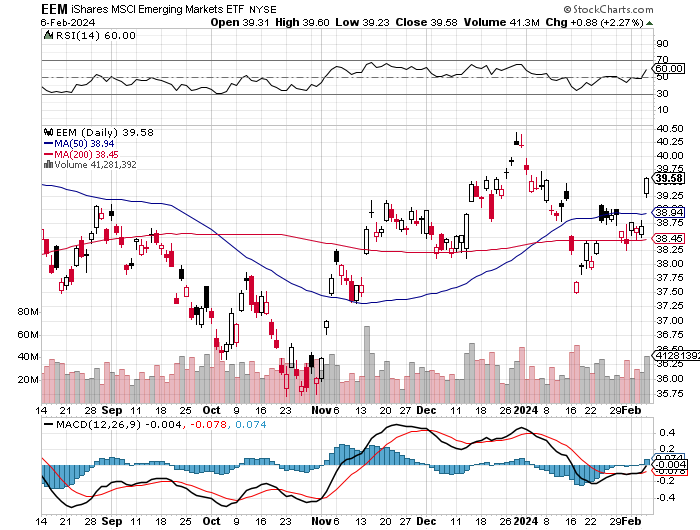 EEM iShares MSCI Emerging Markets ETF NYSE © StockCharts.com
6-Feb-2024 Open 39.31 High 39.60 Low 39.23 Close 39.58 Volume 41.3M Chg +0.88 (+2.27%)
RSI(14) 60.00
90
70
60.00
50
30
10
EEM (Daily) 39.58
MA(50) 38.94
MA(200) 38.45
Volume 41,281,392
40.50
40.25
40.00
39.75
39.58
39.25
38.94
38.75
38.45
38.25
38.00
37.75
37.50
37.25
37.00
36.75
36.50
36.25
41281392
36.00
35.75
80M
60M
40M
20M
14 21 28 Sep 11 18 25 Oct 9 16 23 Nov 6 13 20 27 Dec 11 18 26 2024 8 16 22 29 Feb
MACD(12,26,9) -0.004, -0.078, 0.074
0.4
0.2
0.074
-0.004
-0.078
-0.2
-0.4
14 21 28 Sep 11 18 25 Oct 9 16 23 Nov 6 13 20 27 Dec 11 18 26 2024 8 16 22 29 Feb